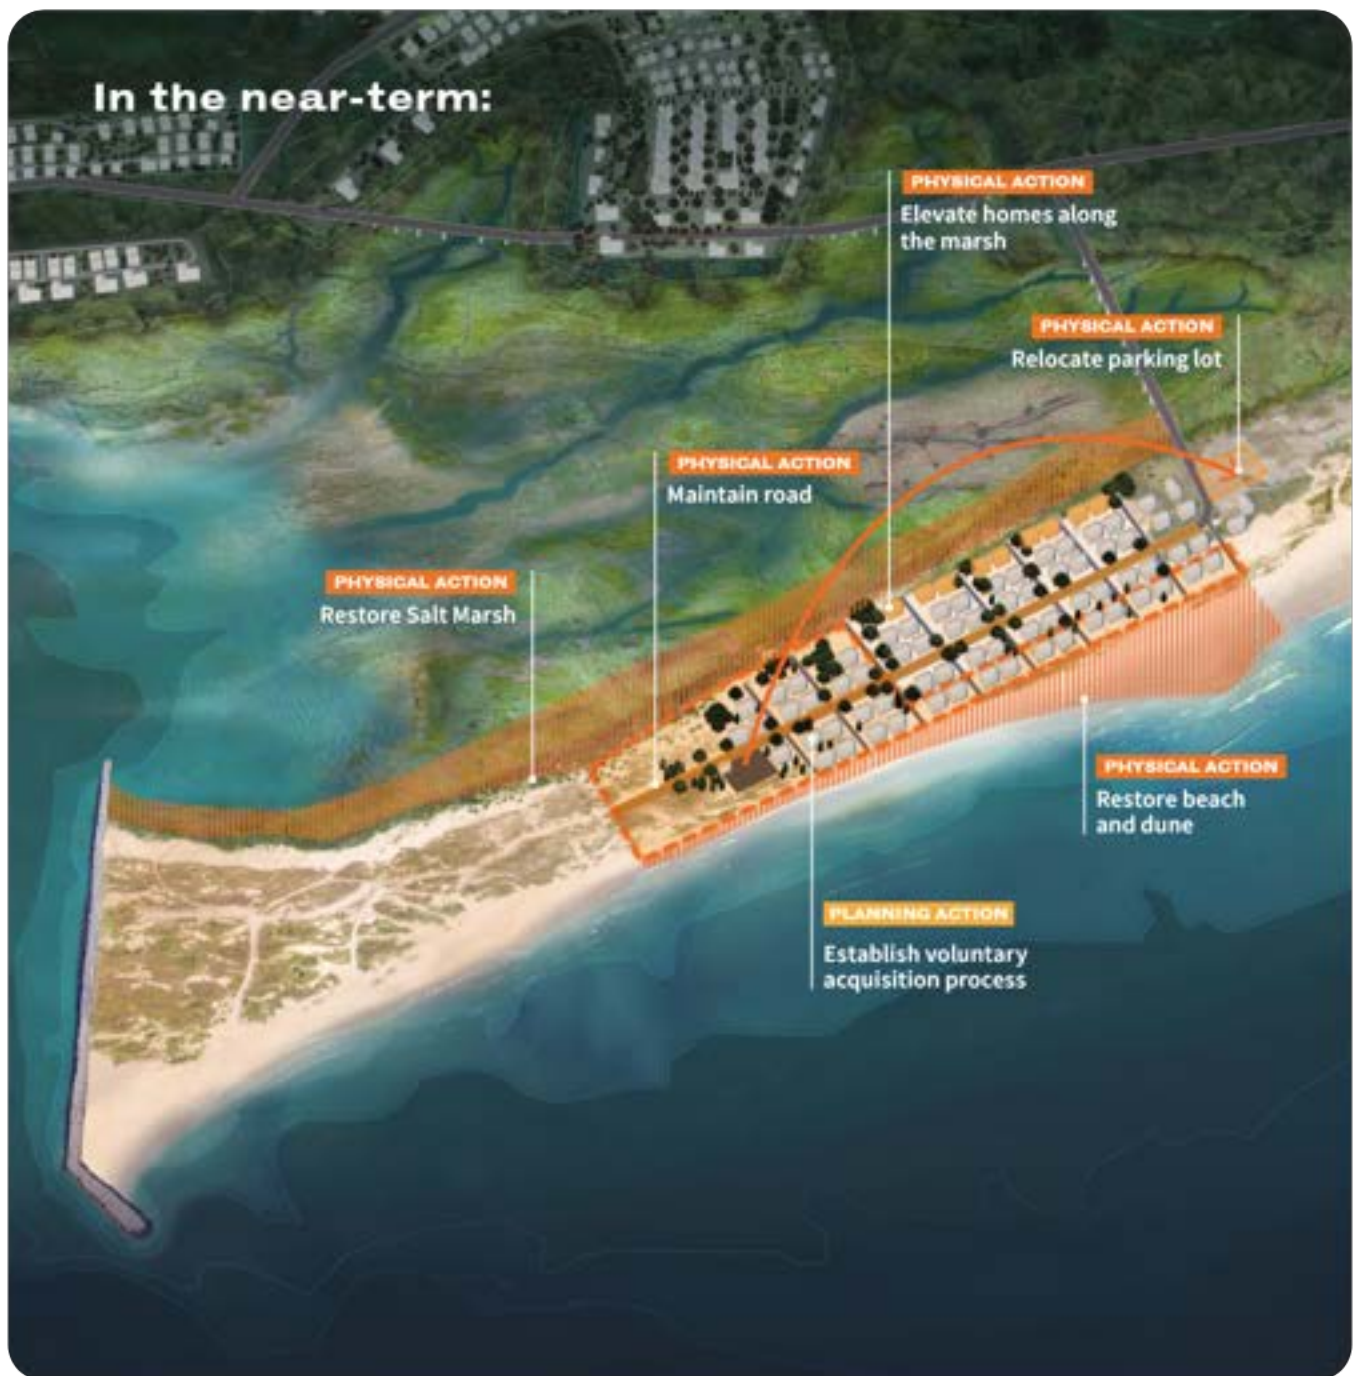 In the near-term:
PHYSICAL ACTION
Elevate homes along
the marsh
PHYSICAL ACTION
Relocate parking lot
PHYSICAL ACTION
Maintain road
PHYSICAL ACTION
Restore Salt Marsh
PHYSICAL ACTION
Restore beach
and dune
PLANNING ACTION
Establish voluntary
acquisition process